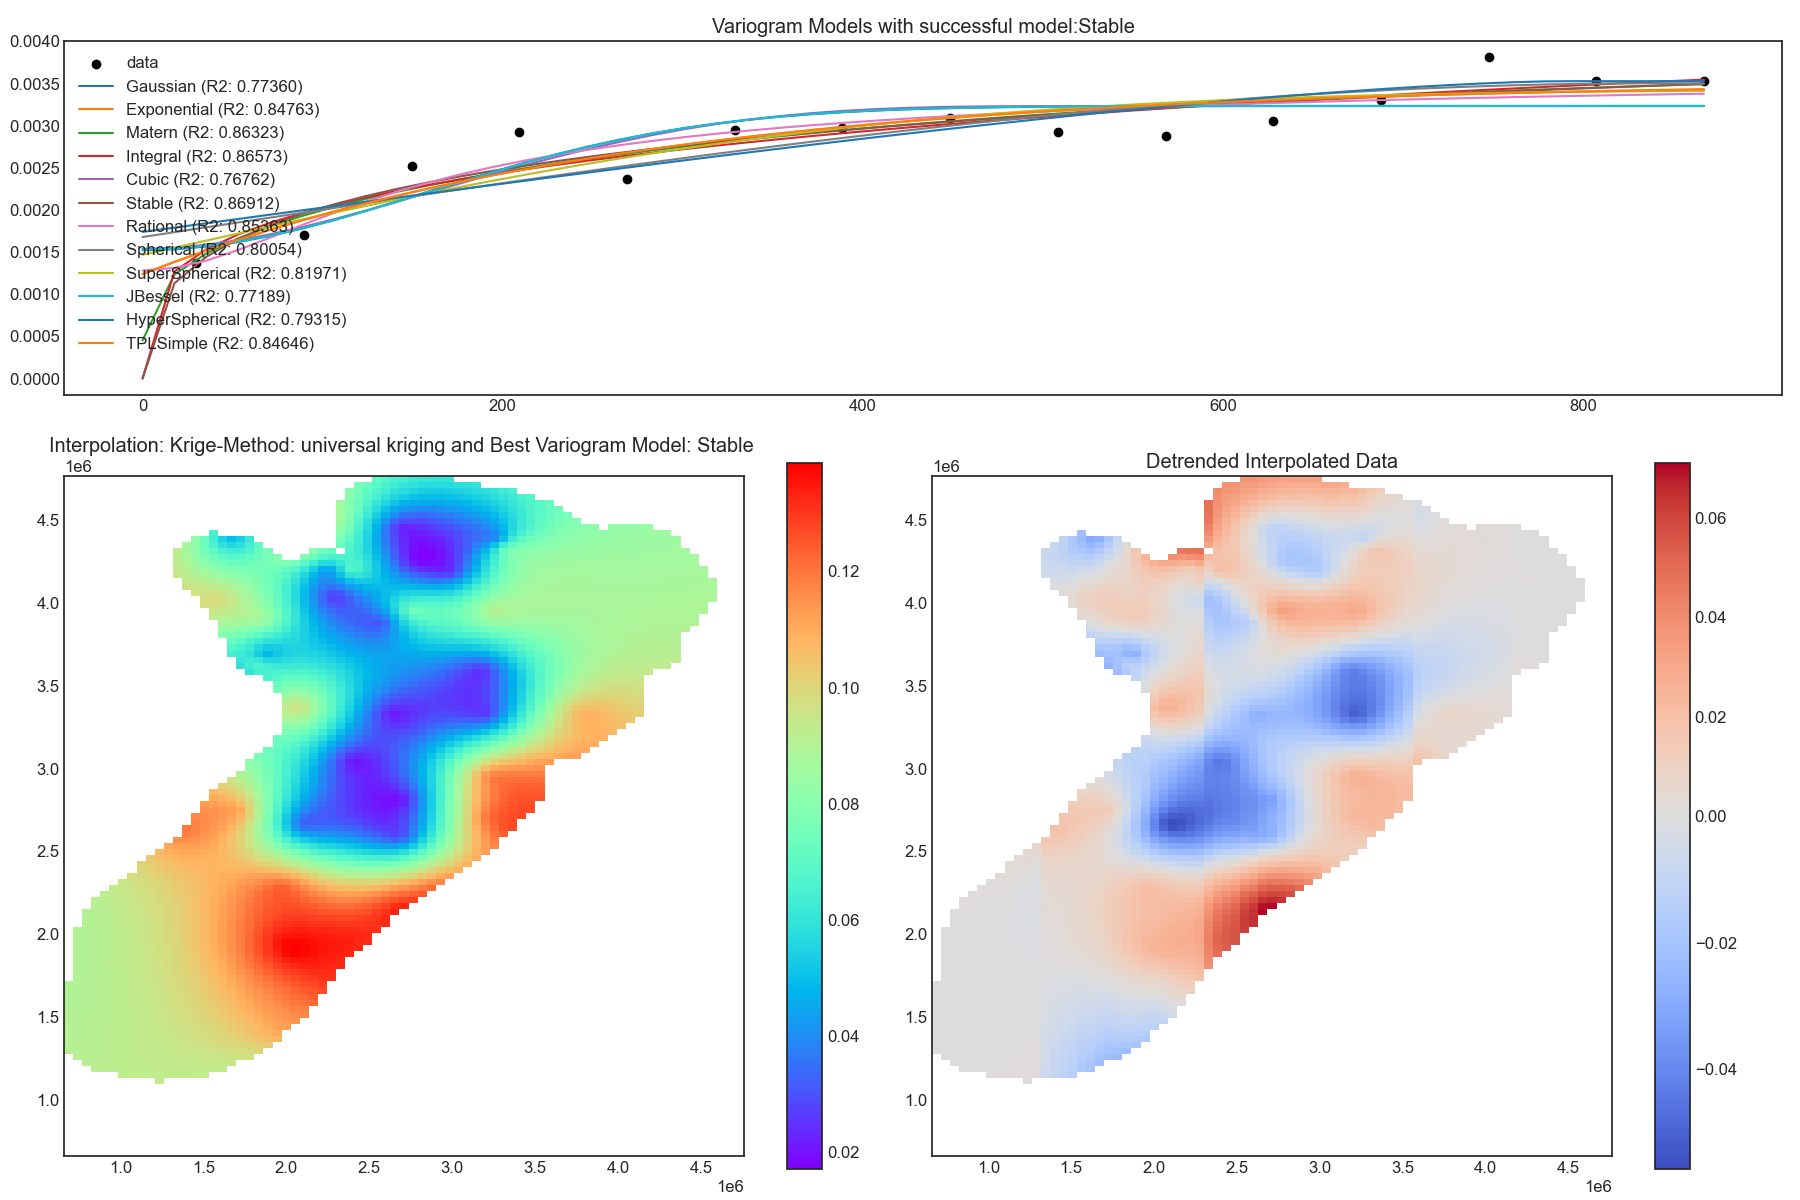 Variogram Models with successful model:Stable
0.0040
0.0035
0.0030
0.0025
0.0020
0.0015
0.0010
0.0005
0.0000
data
Gaussian (R2: 0.77360)
Exponential (R2: 0.84763)
Matern (R2: 0.86323)
Integral (R2: 0.86573)
Cubic (R2: 0.76762)
Stable (R2: 0.86912)
Rational (R2: 0.85363)
Spherical (R2: 0.80054)
SuperSpherical (R2: 0.81971)
JBessel (R2: 0.77189)
HyperSpherical (R2: 0.79315)
TPLSimple (R2: 0.84646)
0 200 400 600 800
Interpolation: Krige-Method: universal kriging and Best Variogram Model: Stable
1e6
4.5
4.0
3.5
3.0
2.5
2.0
1.5
1.0
1.0 1.5 2.0 2.5 3.0 3.5 4.0 4.5
1e6
0.12
0.10
0.08
0.06
0.04
0.02
Detrended Interpolated Data
1e6
4.5
4.0
3.5
3.0
2.5
2.0
1.5
1.0
1.0 1.5 2.0 2.5 3.0 3.5 4.0 4.5
1e6
0.06
0.04
0.02
0.00
−0.02
−0.04